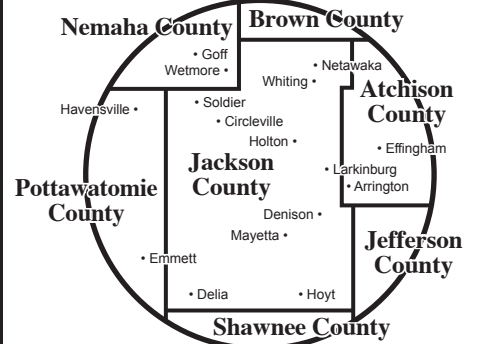 Nemaha County
Brown County
Goff
Wetmore
Netawaka
Whiting
Atchison
County
Havensville
Soldier
Circleville
Holton
Effingham
Jackson
County
Larkinburg
Arrington
Pottawatomie
County
Denison
Mayetta
Jefferson
County
Emmett
Delia
Hoyt
Shawnee County